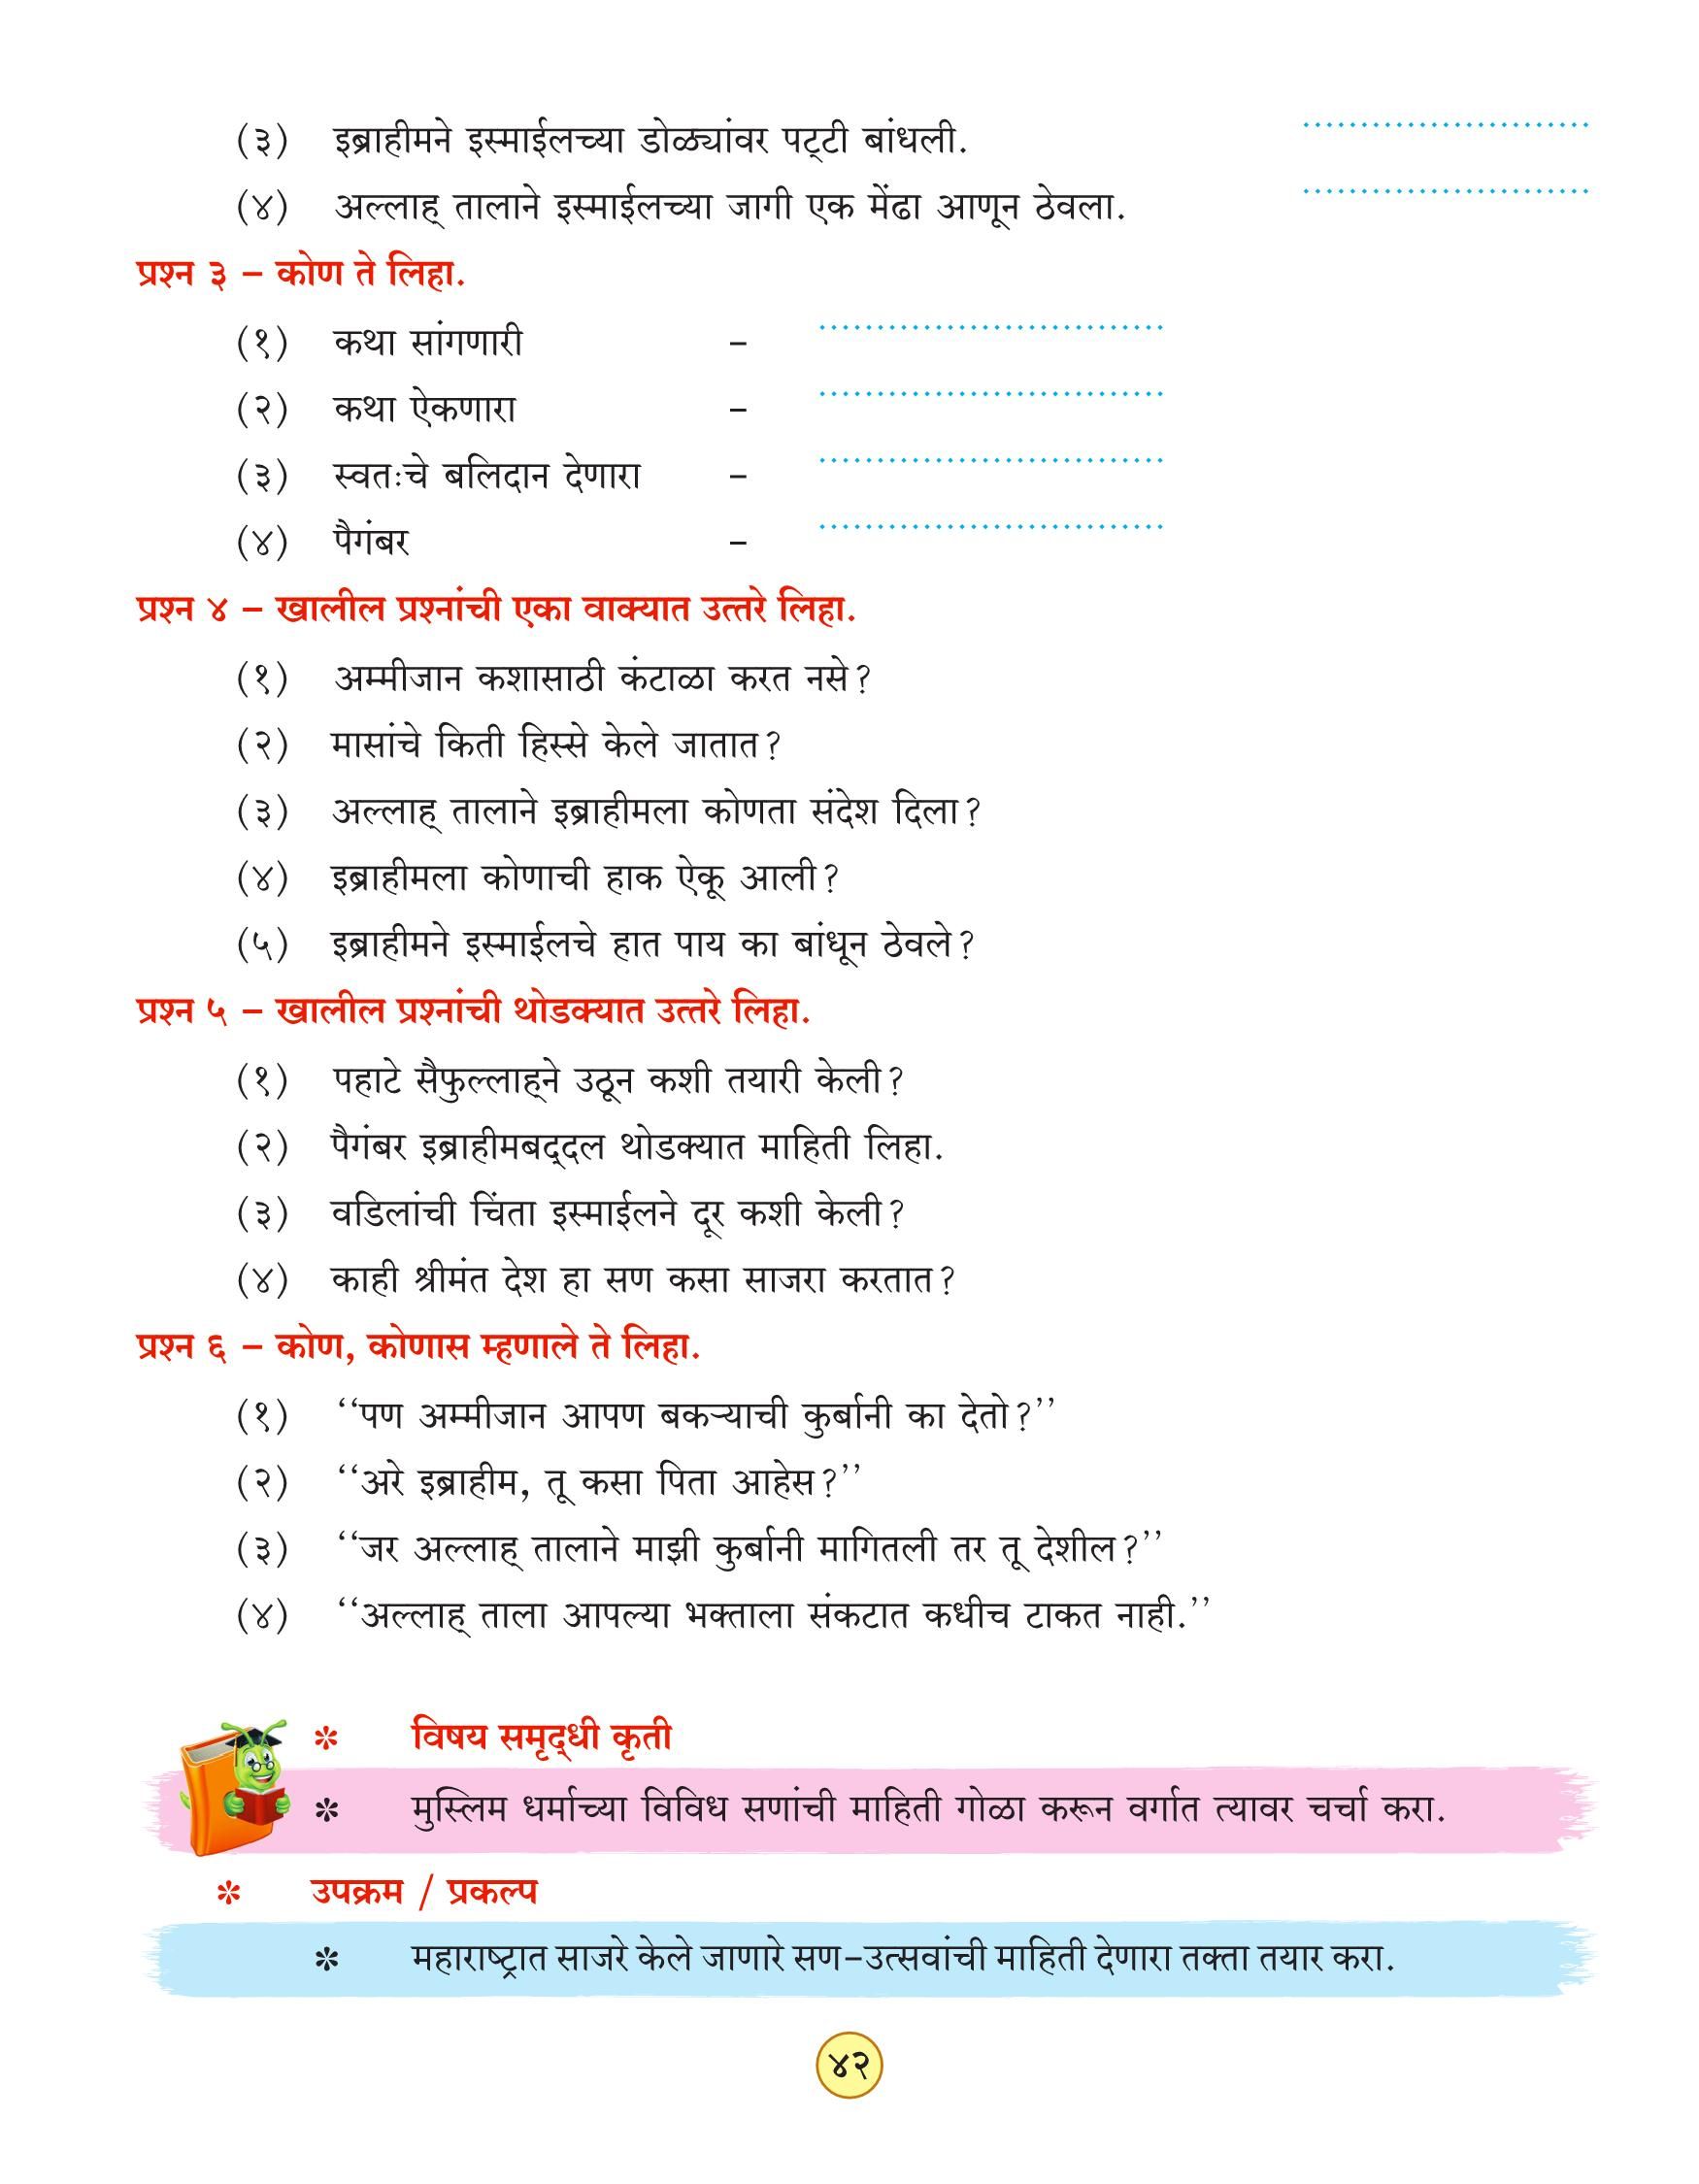 (३) इब्राहीमने इस्माईलच्या डोळ्यांवर पट्टी बांधली. ........................
(४) अल्लाह् तालाने इस्माईलच्या जागी एक मेंढा आणून ठेवला. ........................
प्रश्न ३ – कोण ते लिहा.
(१) कथा सांगणारी – .............................
(२) कथा ऐकणारा – .............................
(३) स्वतःचे बलिदान देणारा – .............................
(४) पैगंबर – .............................
प्रश्न ४ – खालील प्रश्नांची एका वाक्यात उत्तरे लिहा.
(१) अम्मीजान कशासाठी कंटाळा करत नसे?
(२) मासांचे किती हिस्से केले जातात?
(३) अल्लाह् तालाने इब्राहीमला कोणता संदेश दिला?
(४) इब्राहीमला कोणाची हाक ऐकू आली?
(५) इब्राहीमने इस्माईलचे हात पाय का बांधून ठेवले?
प्रश्न ५ – खालील प्रश्नांची थोडक्यात उत्तरे लिहा.
(१) पहाटे सैफुल्लाह्ने उठून कशी तयारी केली?
(२) पैगंबर इब्राहीमबद्दल थोडक्यात माहिती लिहा.
(३) वडिलांची चिंता इस्माईलने दूर कशी केली?
(४) काही श्रीमंत देश हा सण कसा साजरा करतात?
प्रश्न ६ – कोण, कोणास म्हणाले ते लिहा.
(१) ‘‘पण अम्मीजान आपण बकऱ्याची कुर्बानी का देतो?’’
(२) ‘‘अरे इब्राहीम, तू कसा पिता आहेस?’’
(३) ‘‘जर अल्लाह् तालाने माझी कुर्बानी मागितली तर तू देशील?’’
(४) ‘‘अल्लाह् ताला आपल्या भक्ताला संकटात कधीच टाकत नाही.’’
✽ विषय समृद्धी कृती
✽ मुस्लिम धर्माच्या विविध सणांची माहिती गोळा करून वर्गात त्यावर चर्चा करा.
✽ उपक्रम / प्रकल्प
✽ महाराष्ट्रात साजरे केले जाणारे सण-उत्सवांची माहिती देणारा तक्ता तयार करा.
४२